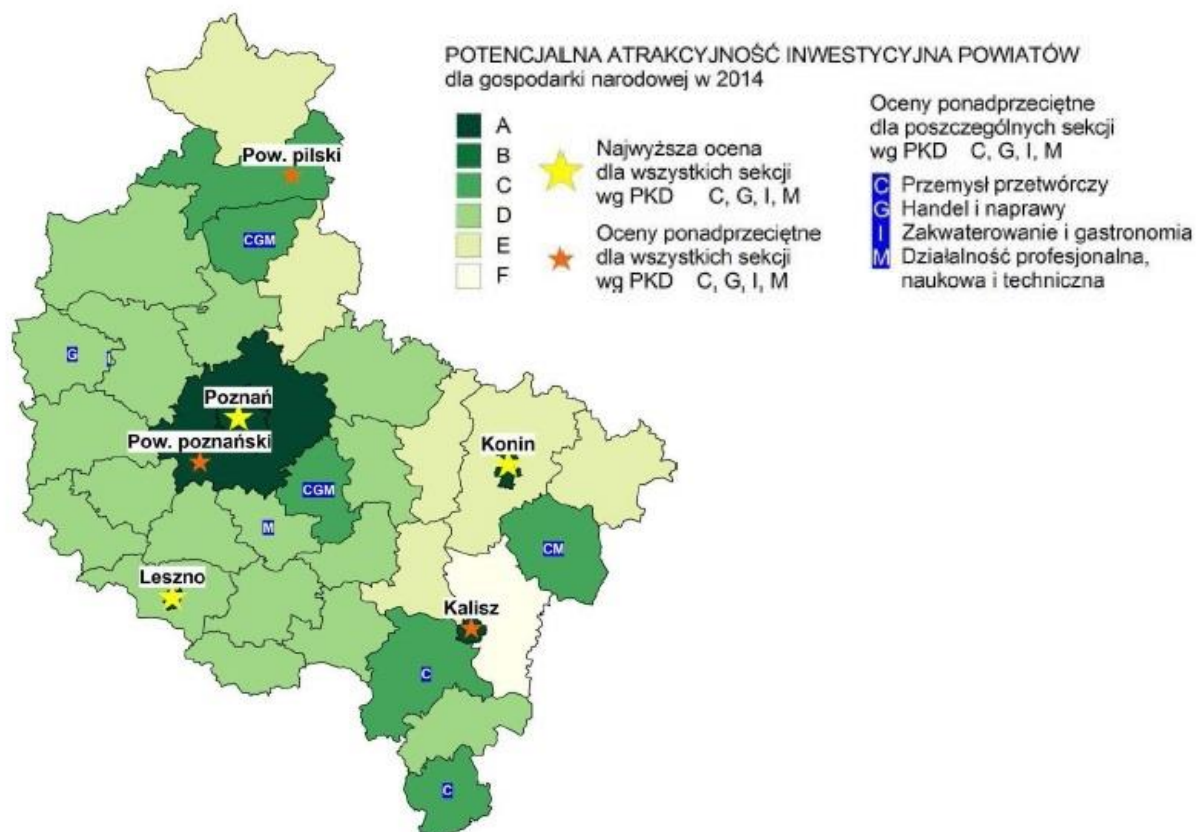 POTENCJALNA ATRAKCYJNOŚĆ INWESTYCYJNA POWIATÓW
dla gospodarki narodowej w 2014
A
B
C
D
E
F
Najwyższa ocena
dla wszystkich sekcji
wg PKD C, G, I, M
Oceny ponadprzeciętne
dla wszystkich sekcji
wg PKD C, G, I, M
Oceny ponadprzeciętne
dla poszczególnych sekcji
wg PKD C, G, I, M
C Przemysł przetwórczy
G Handel i naprawy
I Zakwaterowanie i gastronomia
M Działalność profesjonalna,
naukowa i techniczna
Pow. pilski
CGM
G
I
Poznań
Pow. poznański
Konin
CGM
M
CM
Leszno
Kalisz
C
C